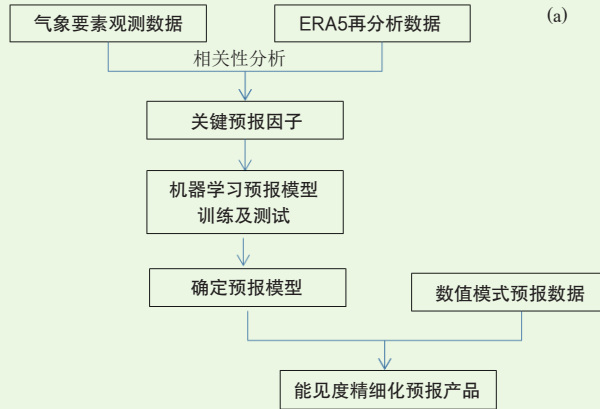 气象要素观测数据
ERA5再分析数据
(a)
相关性分析
关键预报因子
机器学习预报模型
训练及测试
确定预报模型
数值模式预报数据
能见度精细化预报产品